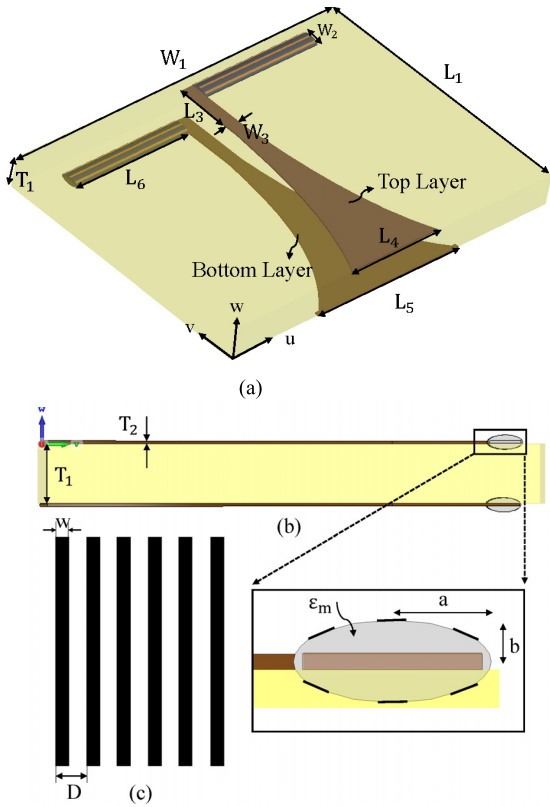 W₁
W₂
L₁
L₃
W₃
T₁
L₆
Top Layer
L₄
Bottom Layer
L₅
w
v
u
(a)
w
v
T₂
T₁
(b)
w
εₘ
a
b
D
(c)